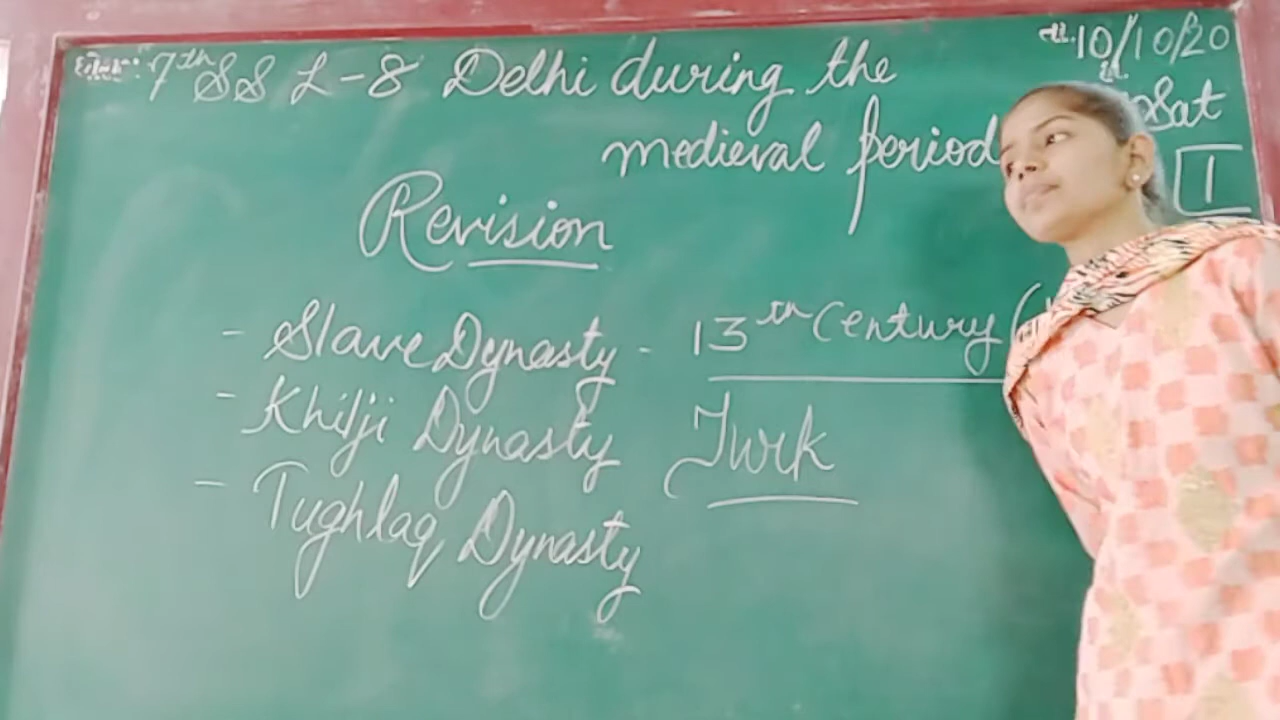 7th SS L-8 Delhi during the
medieval period
તા. 10/10/20
વાર. Sat
1
Revision
- Slave Dynasty - 13th Century (
- Khilji Dynasty Turk
- Tughlaq Dynasty